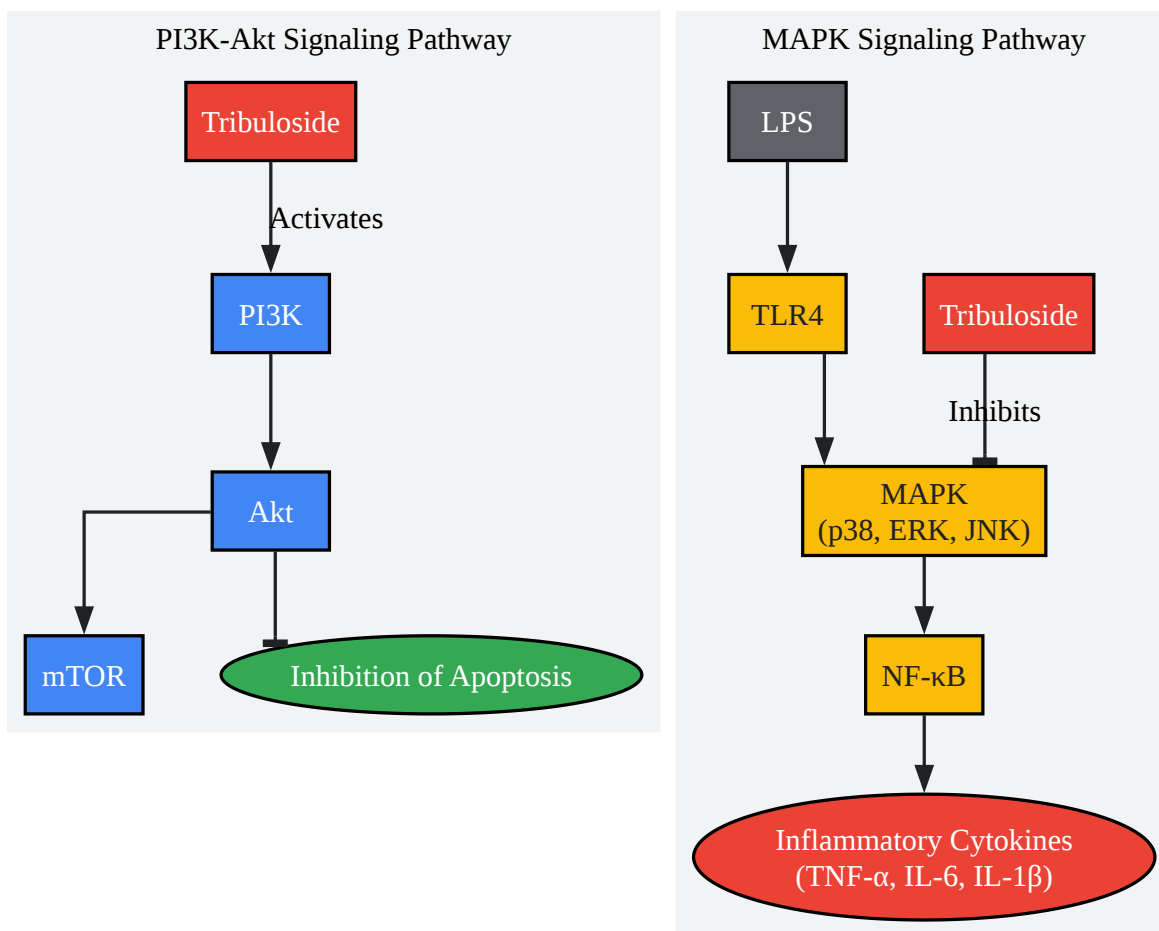 PI3K-Akt Signaling Pathway
Tribuloside
Activates
PI3K
Akt
mTOR
Inhibition of Apoptosis
MAPK Signaling Pathway
LPS
TLR4
Tribuloside
Inhibits
MAPK
(p38, ERK, JNK)
NF-κB
Inflammatory Cytokines
(TNF-α, IL-6, IL-1β)